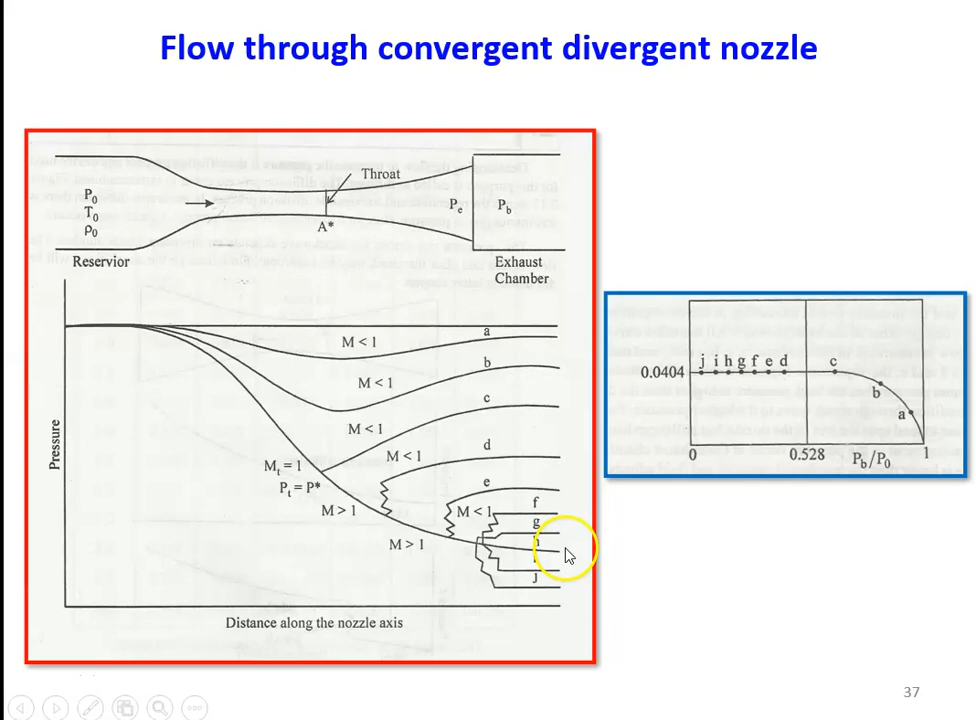 Flow through convergent divergent nozzle
Throat
P0
T0
ρ0
Pe
Pb
A*
Reservior
Exhaust
Chamber
a
M < 1
b
M < 1
c
M < 1
d
M < 1
Mt = 1
Pt = P*
e
M > 1
M < 1
f
g
h
M > 1
j
Pressure
Distance along the nozzle axis
j i h g f e d c
0.0404
b
a
0 0.528 Pb/P0 1
37